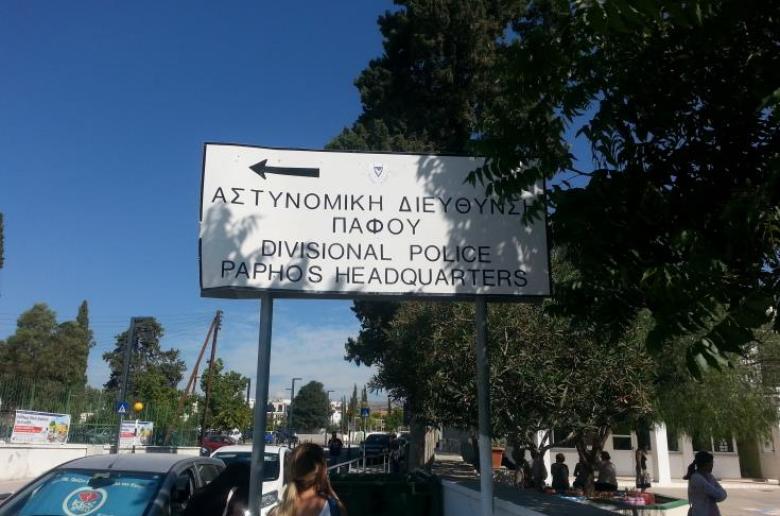 ΑΣΤΥΝΟΜΙΚΗ ΔΙΕΥΘΥΝΣΗ
ΠΑΦΟΥ
DIVISIONAL POLICE
PAPHOS HEADQUARTERS